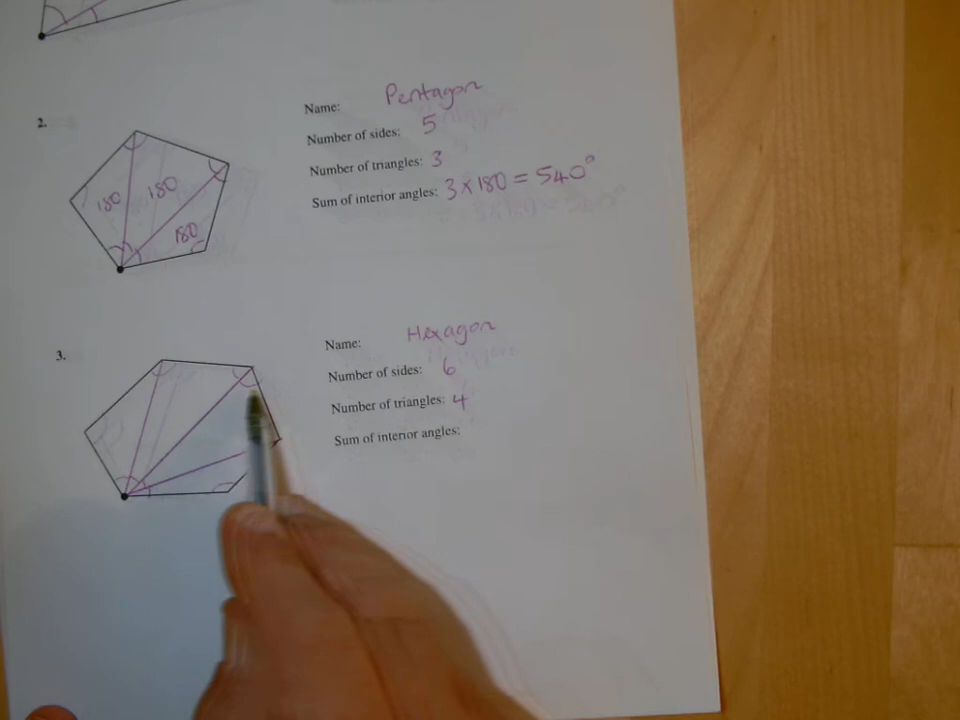 2.
Name: Pentagon
Number of sides: 5
Number of triangles: 3
Sum of interior angles: 3 × 180 = 540°
180
180
180
3.
Name: Hexagon
Number of sides: 6
Number of triangles: 4
Sum of interior angles: